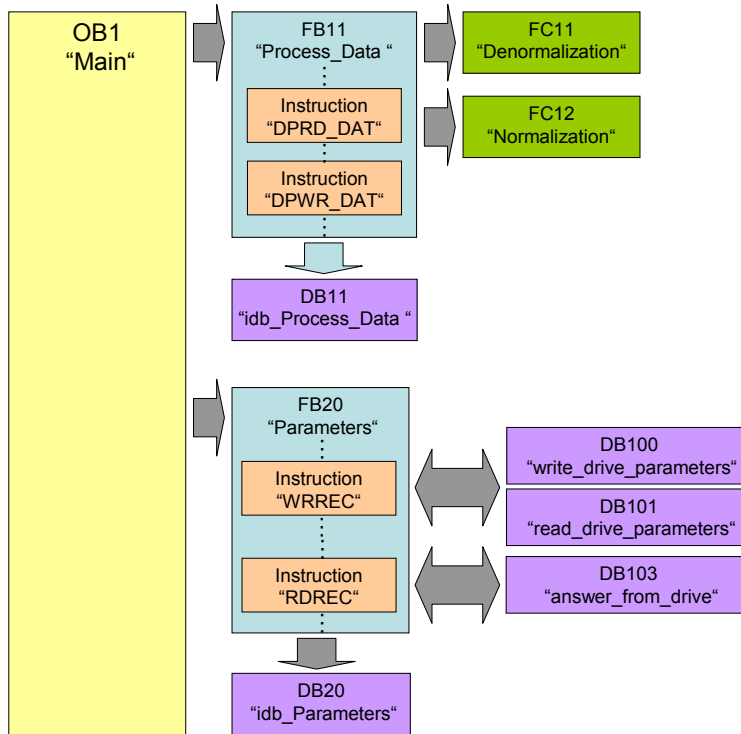 OB1
“Main“
FB11
“Process_Data “
Instruction
“DPRD_DAT“
Instruction
“DPWR_DAT“
FC11
“Denormalization“
FC12
“Normalization“
DB11
“idb_Process_Data “
FB20
“Parameters“
Instruction
“WRREC“
Instruction
“RDREC“
DB100
“write_drive_parameters“
DB101
“read_drive_parameters“
DB103
“answer_from_drive“
DB20
“idb_Parameters“